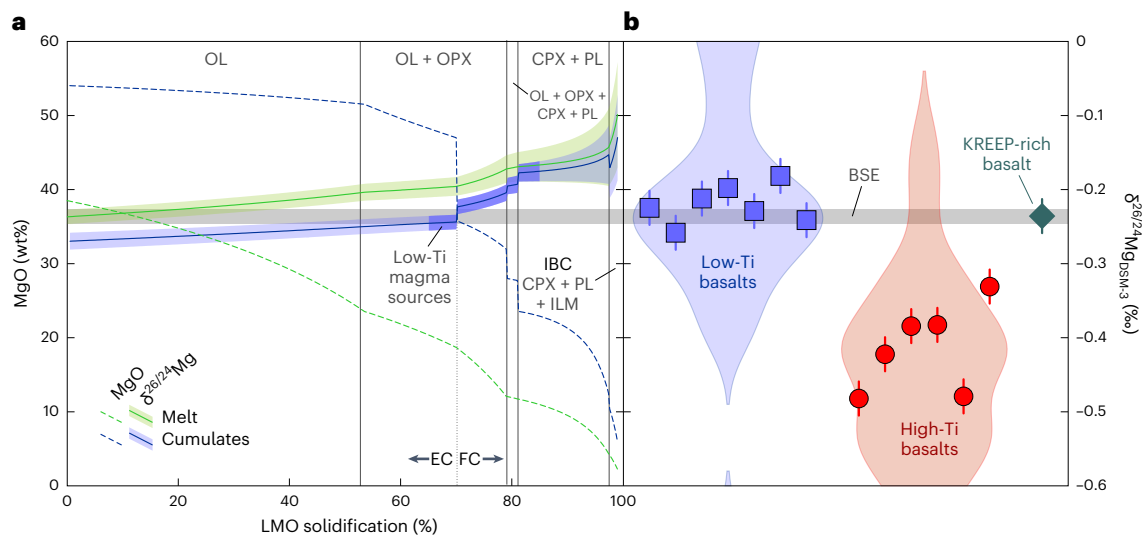 a
b
60
50
40
30
20
10
0
MgO (wt%)
OL
OL + OPX
CPX + PL
OL + OPX +
CPX + PL
Low-Ti
magma
sources
IBC
CPX + PL
+ ILM
MgO
δ26/24Mg
Melt
Cumulates
EC FC
0
20
40
60
80
100
LMO solidification (%)
BSE
KREEP-rich
basalt
Low-Ti
basalts
High-Ti
basalts
0
−0.1
−0.2
−0.3
−0.4
−0.5
−0.6
δ26/24MgDSM-3 (‰)